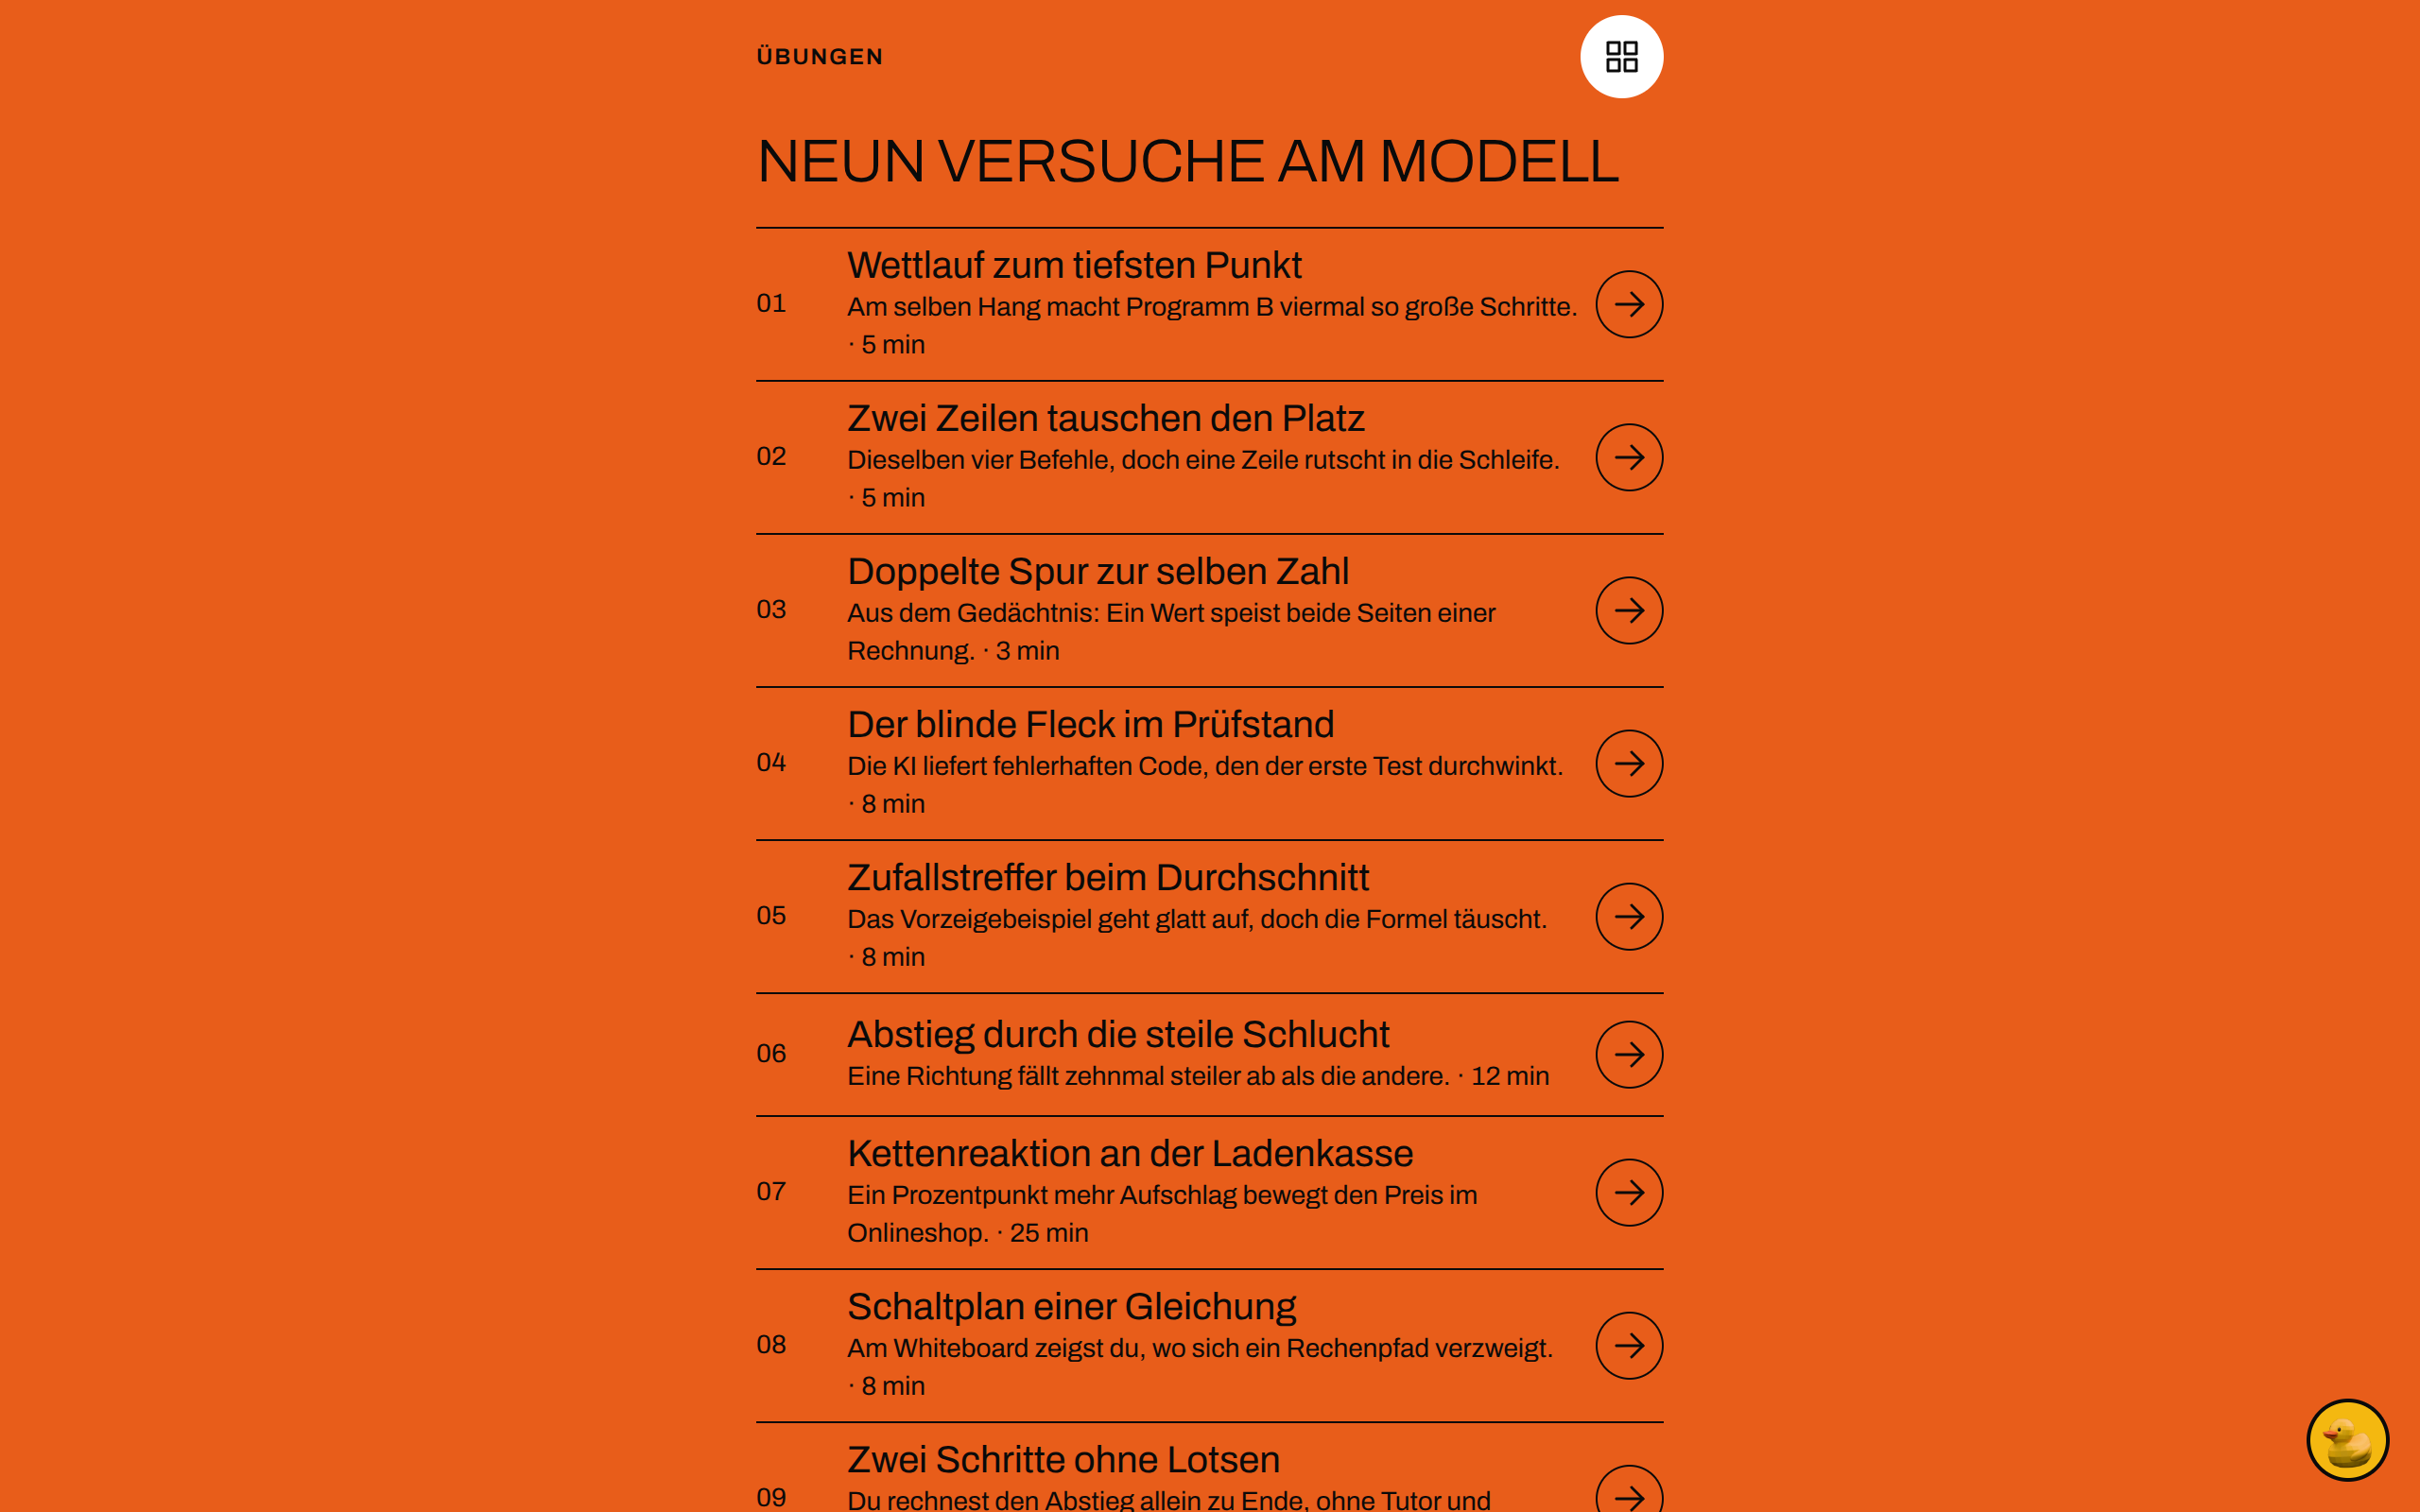 ÜBUNGEN
NEUN VERSUCHE AM MODELL
01
Wettlauf zum tiefsten Punkt
Am selben Hang macht Programm B viermal so große Schritte.
· 5 min
02
Zwei Zeilen tauschen den Platz
Dieselben vier Befehle, doch eine Zeile rutscht in die Schleife.
· 5 min
03
Doppelte Spur zur selben Zahl
Aus dem Gedächtnis: Ein Wert speist beide Seiten einer
Rechnung. · 3 min
04
Der blinde Fleck im Prüfstand
Die KI liefert fehlerhaften Code, den der erste Test durchwinkt.
· 8 min
05
Zufallstreffer beim Durchschnitt
Das Vorzeigebeispiel geht glatt auf, doch die Formel täuscht.
· 8 min
06
Abstieg durch die steile Schlucht
Eine Richtung fällt zehnmal steiler ab als die andere. · 12 min
07
Kettenreaktion an der Ladenkasse
Ein Prozentpunkt mehr Aufschlag bewegt den Preis im
Onlineshop. · 25 min
08
Schaltplan einer Gleichung
Am Whiteboard zeigst du, wo sich ein Rechenpfad verzweigt.
· 8 min
09
Zwei Schritte ohne Lotsen
Du rechnest den Abstieg allein zu Ende, ohne Tutor und